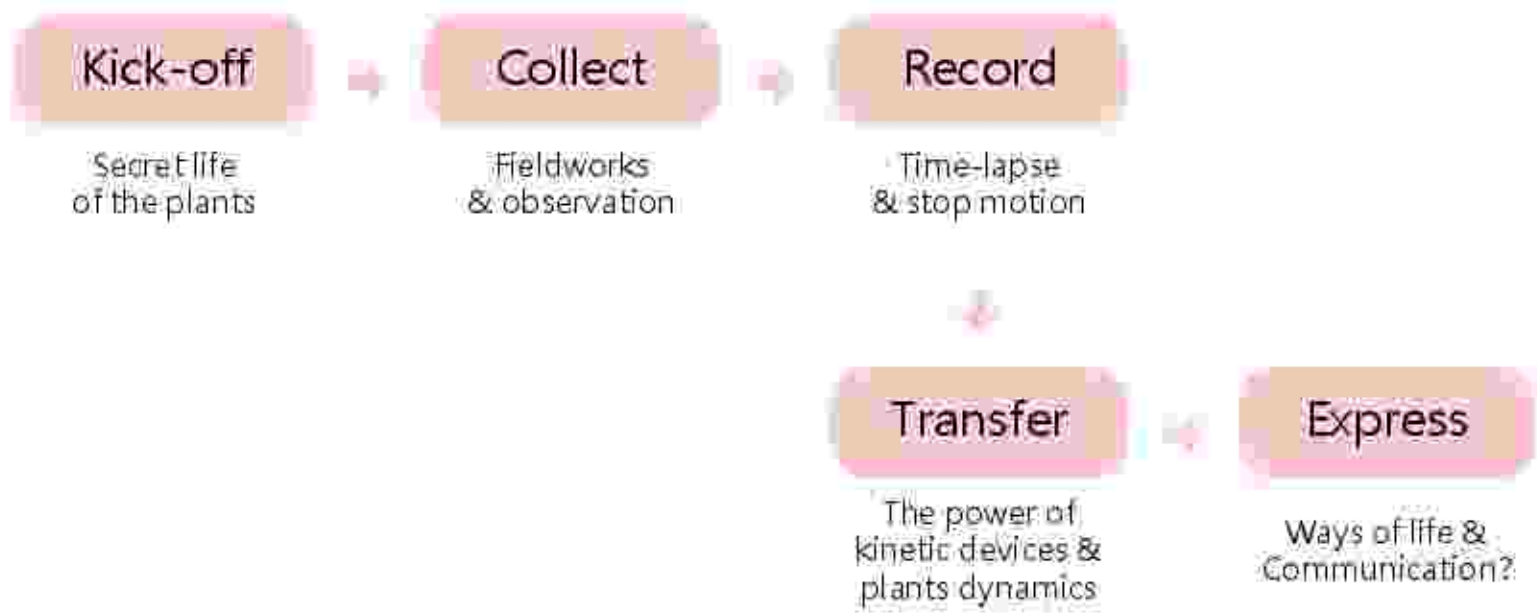 Kick-off
Secret life
of the plants
Collect
Fieldworks
& observation
Record
Time-lapse
& stop motion
Transfer
The power of
kinetic devices &
plants dynamics
Express
Ways of life &
Communication?